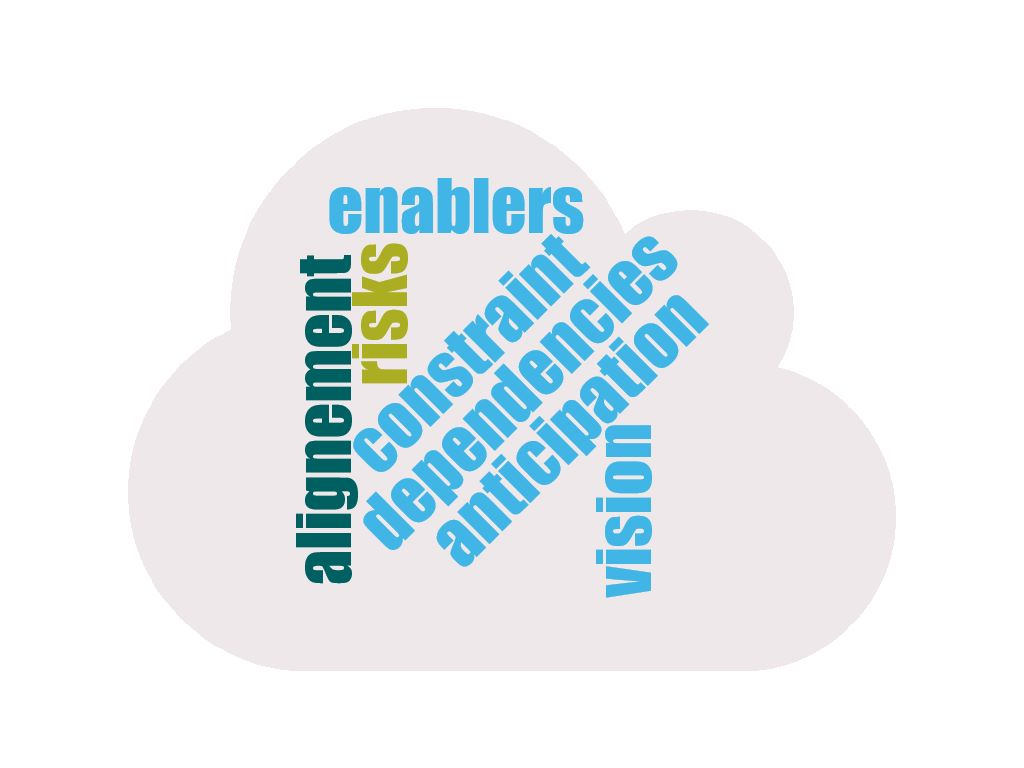 enablers
risks
alignement
constraint
dependencies
anticipation
vision